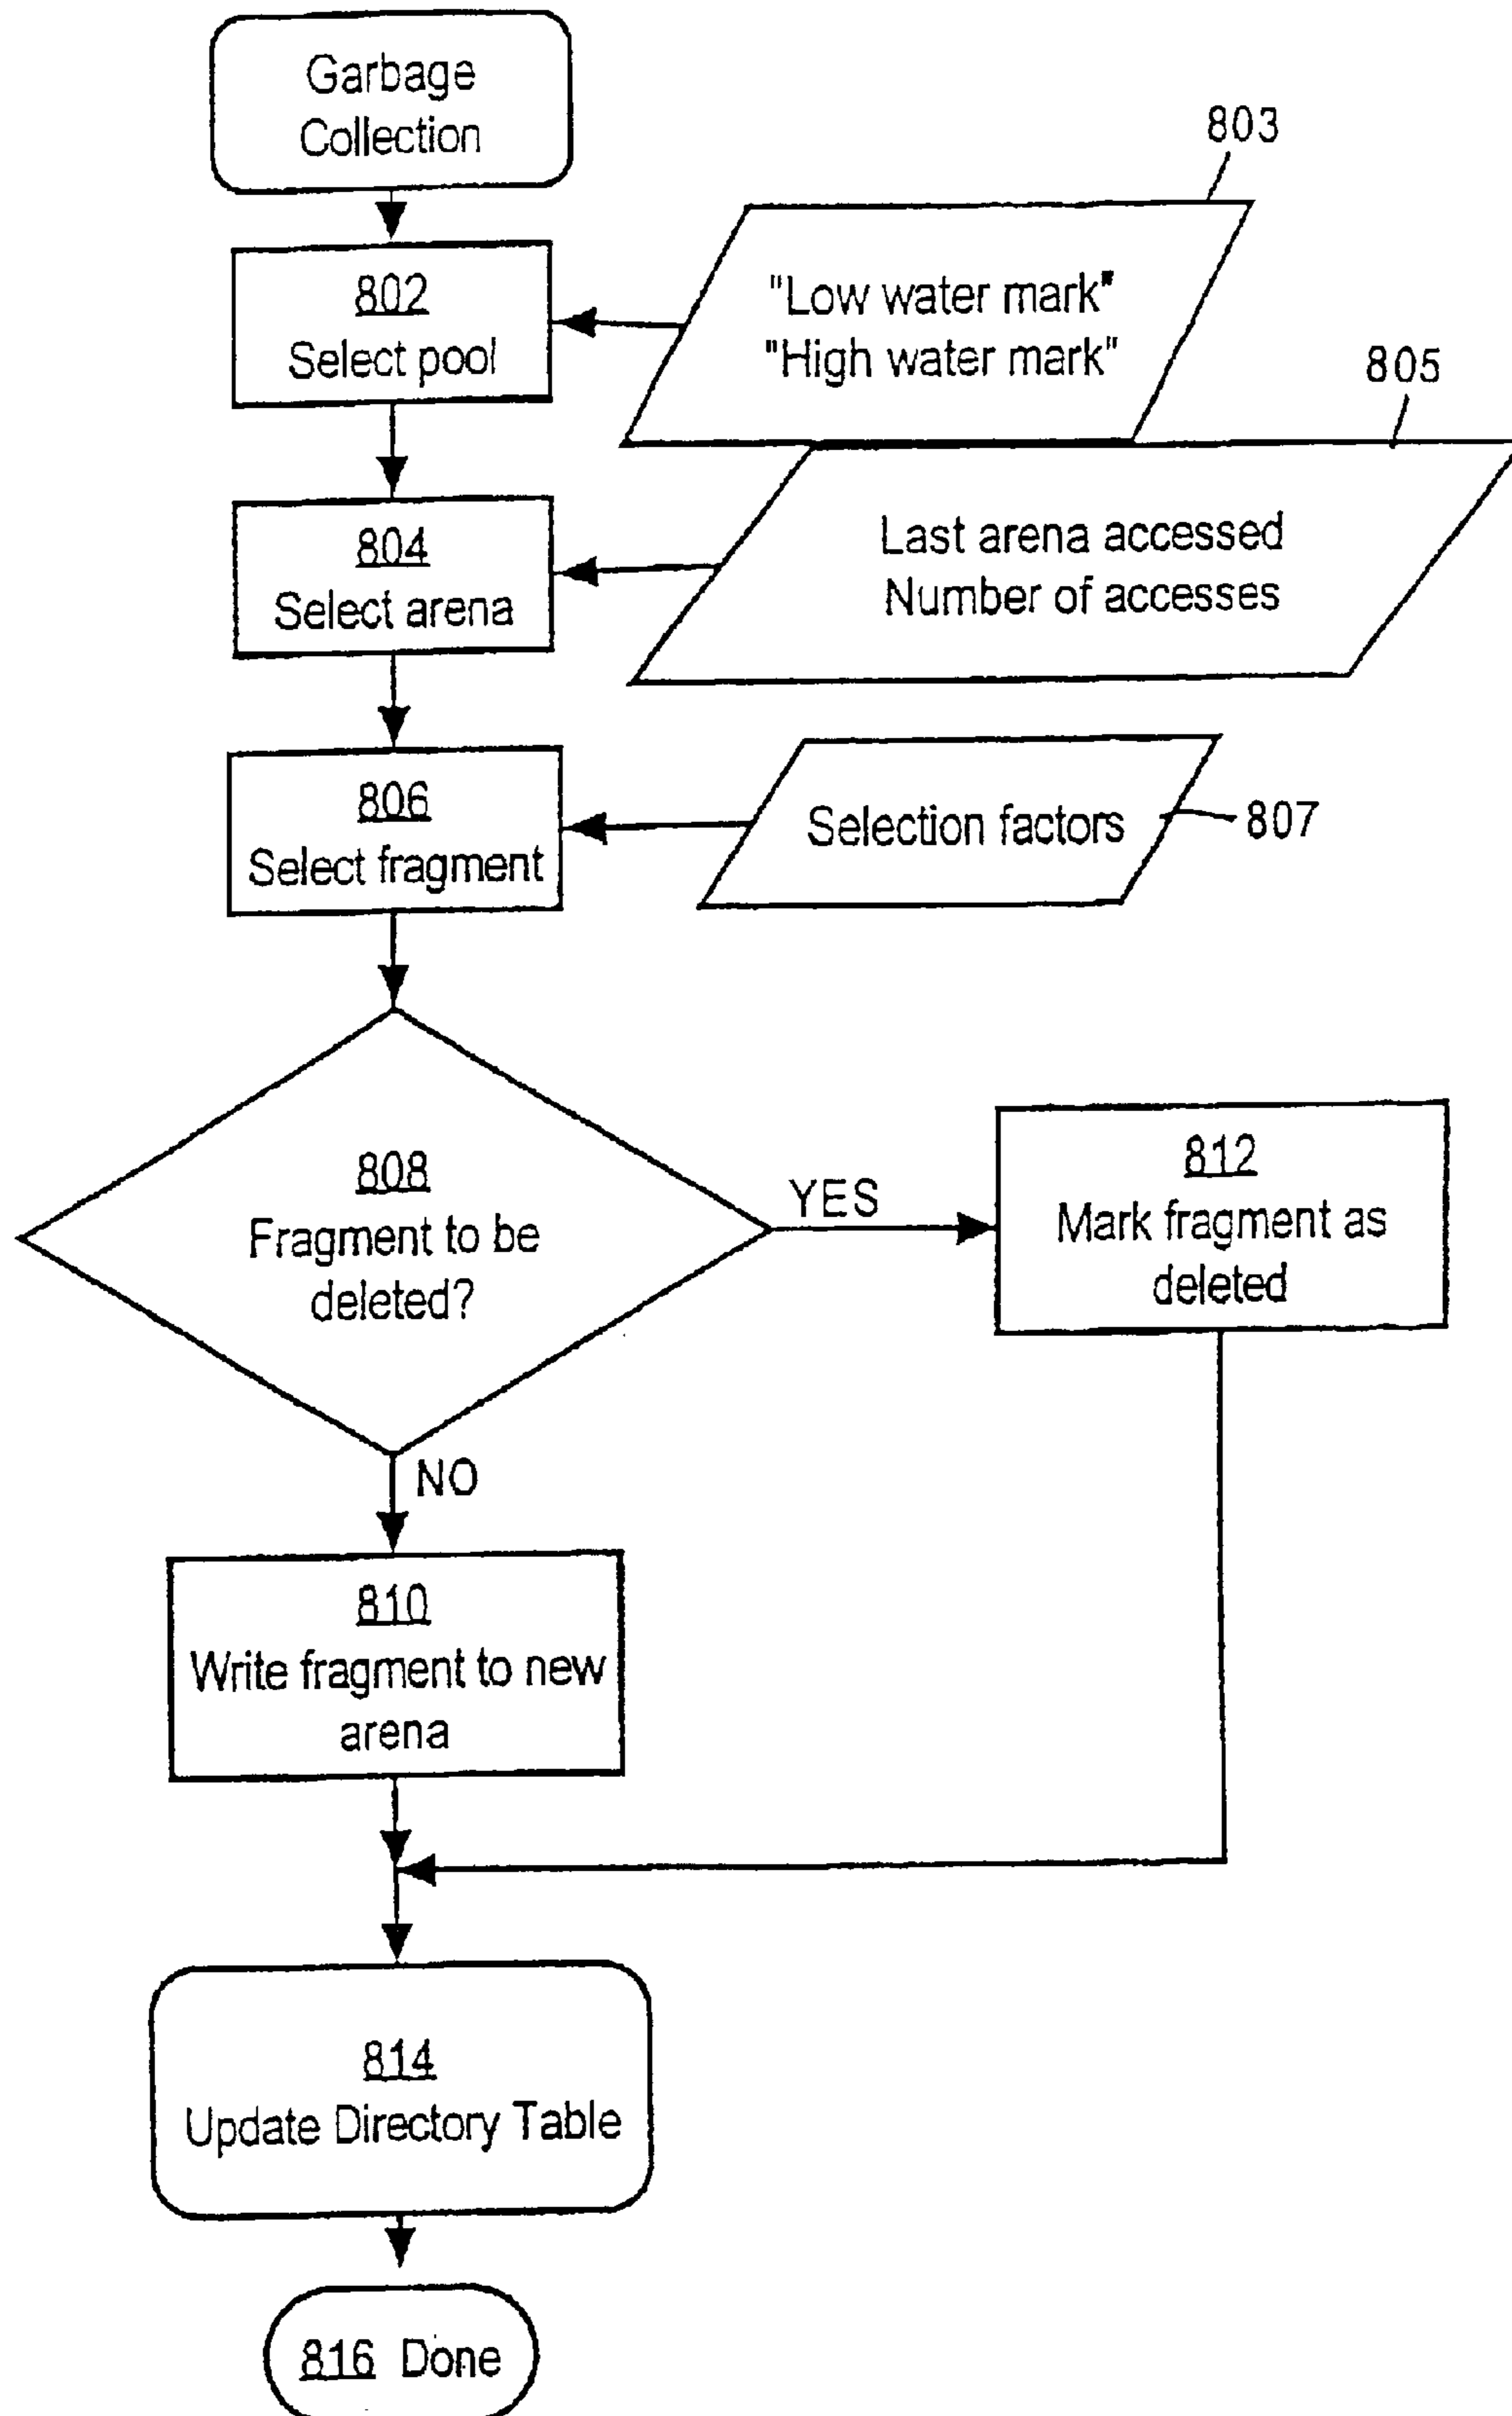 Garbage
Collection
803
802
Select pool
"Low water mark"
"High water mark"
805
804
Select arena
Last arena accessed
Number of accesses
806
Select fragment
Selection factors
807
808
Fragment to be
deleted?
YES
812
Mark fragment as
deleted
NO
810
Write fragment to new
arena
814
Update Directory Table
816 Done